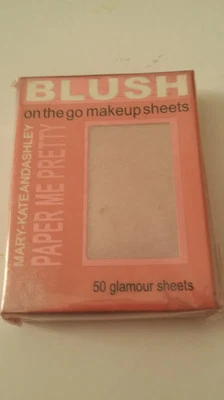 BLUSH
on the go makeup sheets
MARY-KATEANDASHLEY
PAPER ME PRETTY
50 glamour sheets